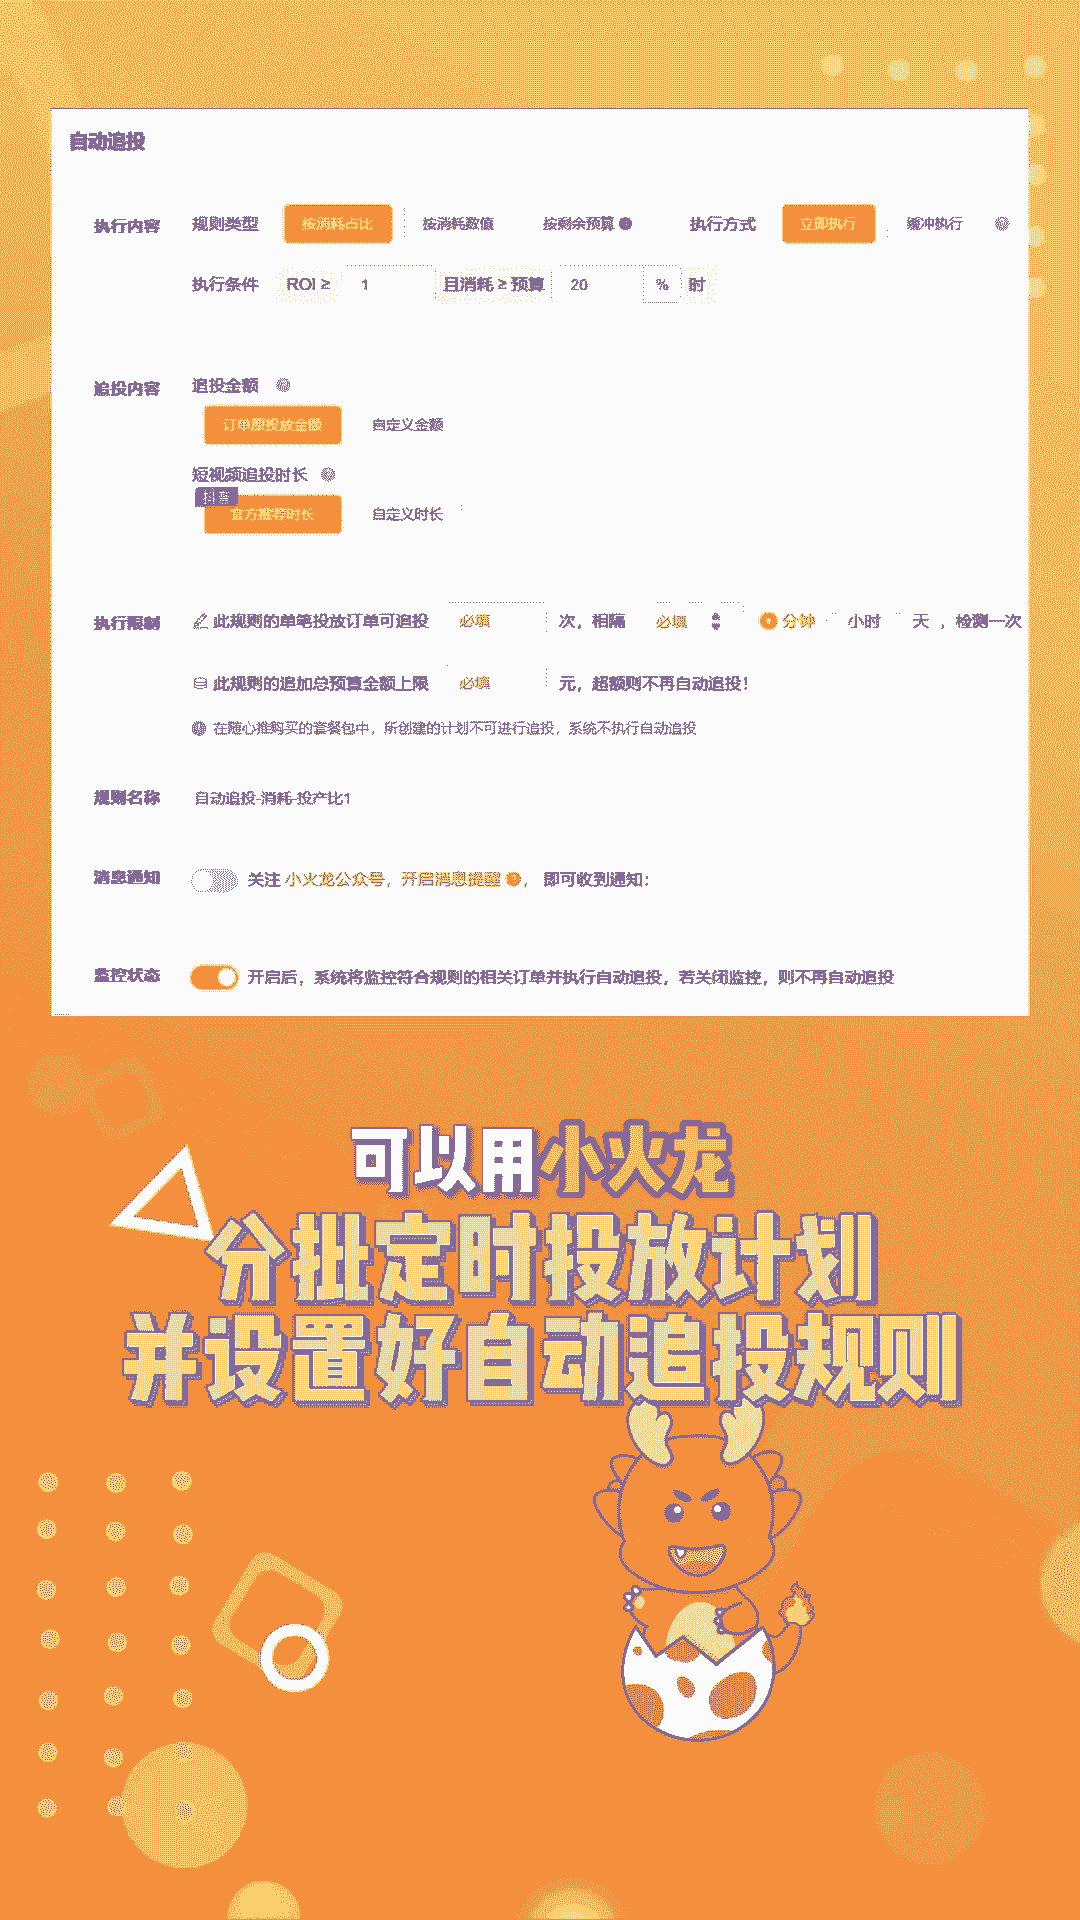 自动追投
执行内容 规则类型 按消耗占比 按消耗数值 按剩余预算 执行方式 立即执行 缓冲执行
执行条件 ROI ≥ 1 且消耗 ≥ 预算 20 % 时
追投内容 追投金额
订单原投放金额 自定义金额
短视频追投时长
抖音
官方推荐时长 自定义时长
执行限制 此规则的单笔投放订单可追投 必填 次，相隔 必填 分钟 小时 天 ，检测一次
此规则的追加总预算金额上限 必填 元，超额则不再自动追投！
在随心推购买的套餐包中，所创建的计划不可进行追投，系统不执行自动追投
规则名称 自动追投-消耗-投产比1
消息通知 关注 小火龙公众号，开启消息提醒 ， 即可收到通知：
监控状态 开启后，系统将监控符合规则的相关订单并执行自动追投，若关闭监控，则不再自动追投
可以用小火龙
分批定时投放计划
并设置好自动追投规则